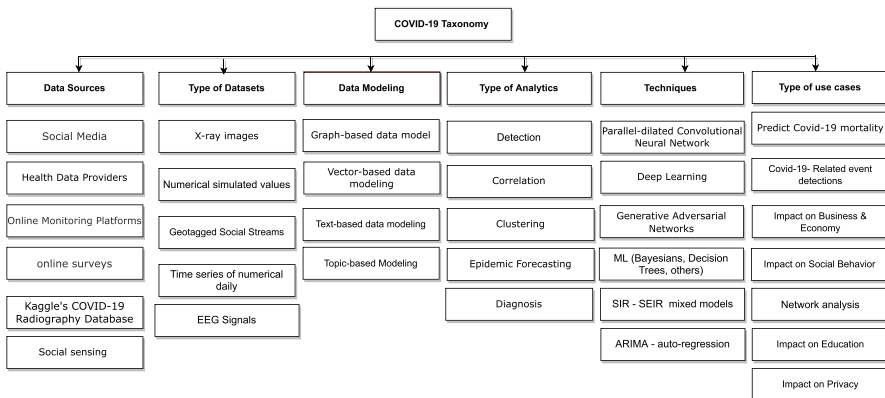 COVID-19 Taxonomy
Data Sources
Social Media
Health Data Providers
Online Monitoring Platforms
online surveys
Kaggle's COVID-19
Radiography Database
Social sensing
Type of Datasets
X-ray images
Numerical simulated values
Geotagged Social Streams
Time series of numerical
daily
EEG Signals
Data Modeling
Graph-based data model
Vector-based data
modeling
Text-based data modeling
Topic-based Modeling
Type of Analytics
Detection
Correlation
Clustering
Epidemic Forecasting
Diagnosis
Techniques
Parallel-dilated Convolutional
Neural Network
Deep Learning
Generative Adversarial
Networks
ML (Bayesians, Decision
Trees, others)
SIR - SEIR mixed models
ARIMA - auto-regression
Type of use cases
Predict Covid-19 mortality
Covid-19- Related event
detections
Impact on Business &
Economy
Impact on Social Behavior
Network analysis
Impact on Education
Impact on Privacy